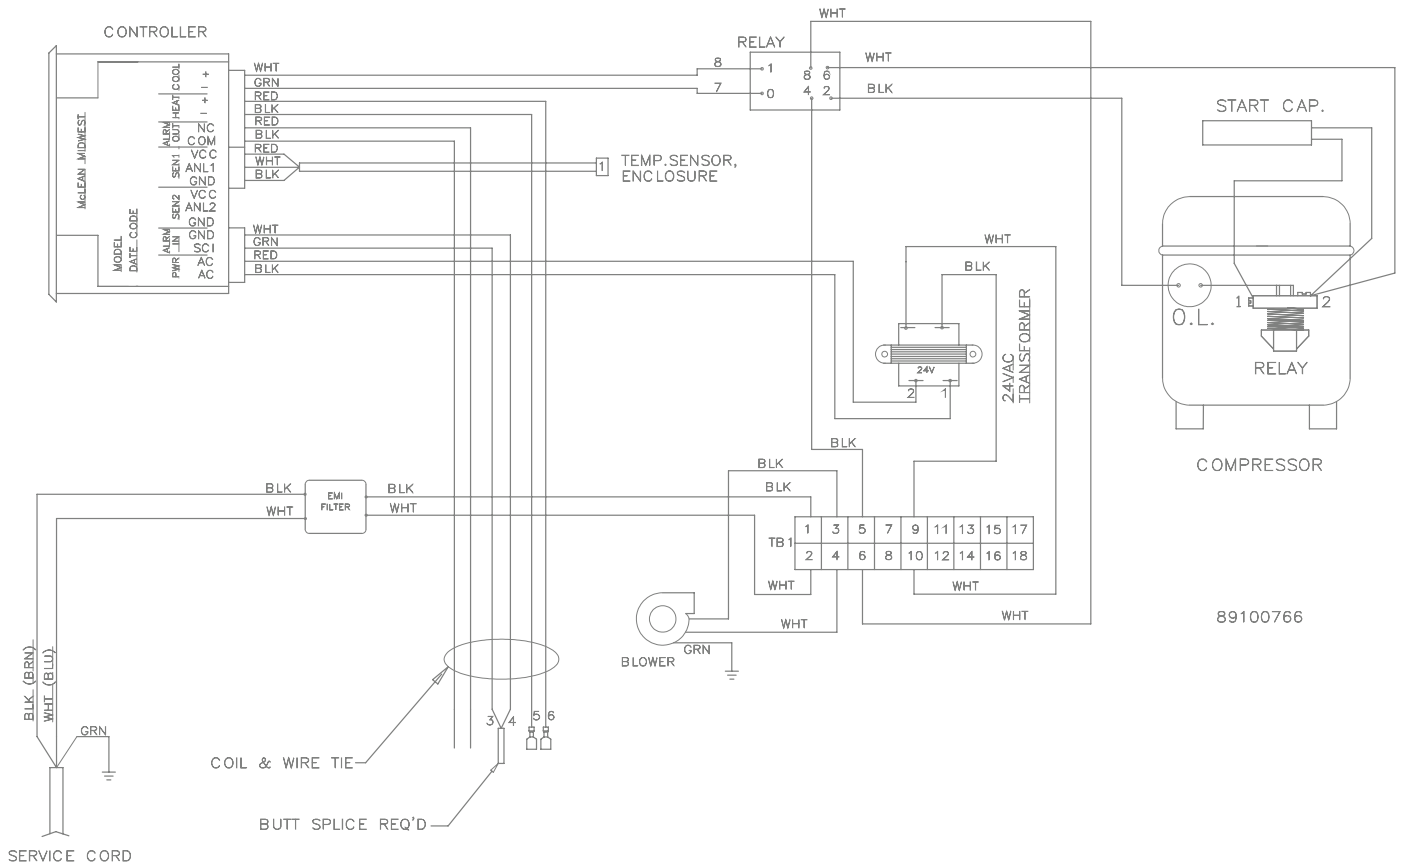 CONTROLLER
McLEAN MIDWEST
MODEL
DATE CODE
COOL
HEAT
ALRM
OUT
SEN1
SEN2
ALRM
IN
PWR
+
-
+
-
NC
COM
VCC
ANL1
GND
VCC
ANL2
GND
GND
SCI
AC
AC
WHT
GRN
RED
BLK
RED
BLK
RED
WHT
BLK
WHT
GRN
RED
BLK
8
7
RELAY
1
0
8 6
4 2
WHT
WHT
BLK
1
TEMP.SENSOR,
ENCLOSURE
START CAP.
1
2
O.L.
RELAY
COMPRESSOR
WHT
BLK
24V
2
1
24VAC
TRANSFORMER
BLK
BLK
BLK
BLK
WHT
EMI
FILTER
BLK
WHT
TB1
1 3 5 7 9 11 13 15 17
2 4 6 8 10 12 14 16 18
WHT
WHT
WHT
WHT
GRN
BLOWER
89100766
BLK (BRN)
WHT (BLU)
GRN
3 4 5 6
COIL & WIRE TIE
BUTT SPLICE REQ'D
SERVICE CORD